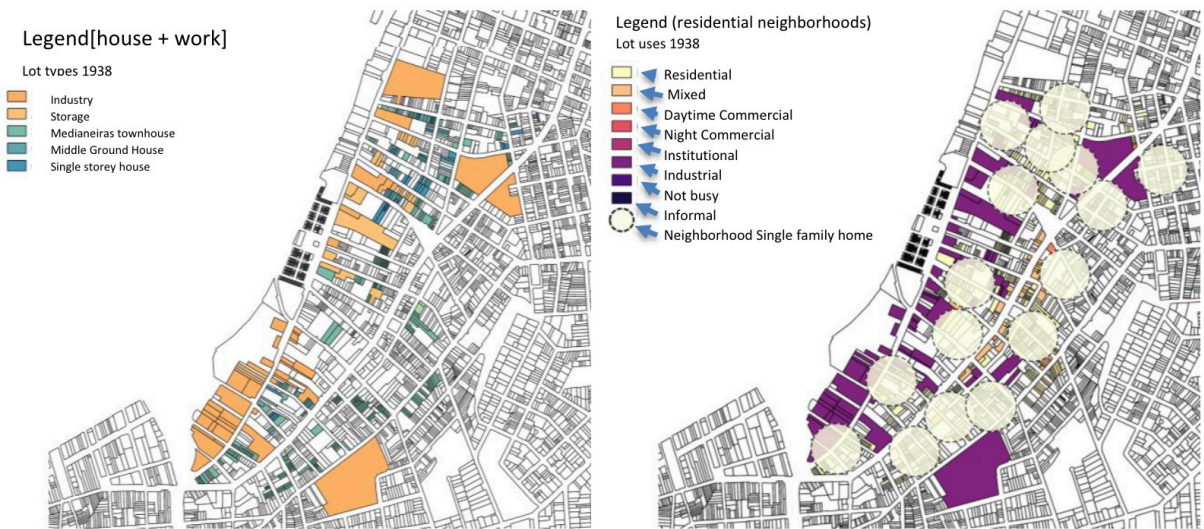 Legend[house + work]
Lot types 1938
Industry
Storage
Medianeiras townhouse
Middle Ground House
Single storey house
Legend (residential neighborhoods)
Lot uses 1938
Residential
Mixed
Daytime Commercial
Night Commercial
Institutional
Industrial
Not busy
Informal
Neighborhood Single family home